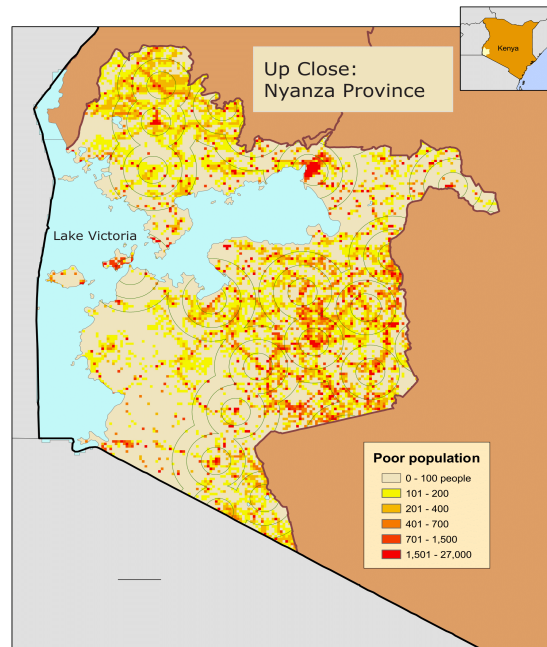 Kenya
Up Close:
Nyanza Province
Lake Victoria
Poor population
0 - 100 people
101 - 200
201 - 400
401 - 700
701 - 1,500
1,501 - 27,000